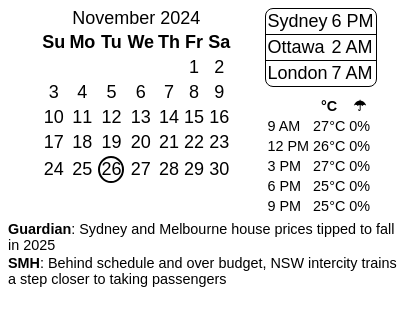 November 2024
Su Mo Tu We Th Fr Sa
1 2
3 4 5 6 7 8 9
10 11 12 13 14 15 16
17 18 19 20 21 22 23
24 25 26 27 28 29 30
Sydney 6 PM
Ottawa 2 AM
London 7 AM
°C ☂
9 AM 27°C 0%
12 PM 26°C 0%
3 PM 27°C 0%
6 PM 25°C 0%
9 PM 25°C 0%
Guardian: Sydney and Melbourne house prices tipped to fall
in 2025
SMH: Behind schedule and over budget, NSW intercity trains
a step closer to taking passengers